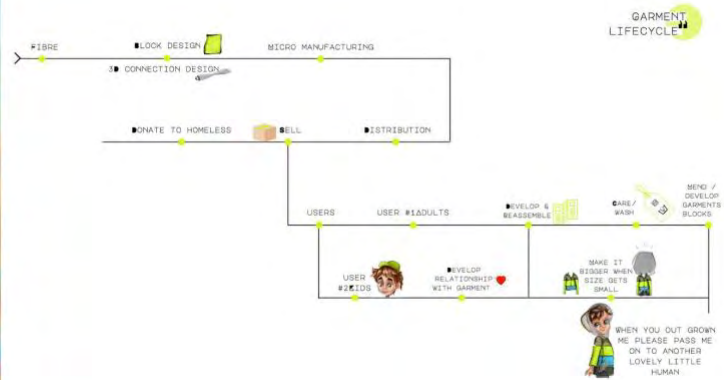 GARMENT
LIFECYCLE"
FIBRE
BLOCK DESIGN
MICRO MANUFACTURING
3D CONNECTION DESIGN
DONATE TO HOMELESS
SELL
DISTRIBUTION
USERS
USER #1ADULTS
DEVELOP &
REASSEMBLE
CARE/
WASH
MEND /
DEVELOP
GARMENTS
BLOCKS
USER
#2KIDS
DEVELOP
RELATIONSHIP
WITH GARMENT
MAKE IT
BIGGER WHEN
SIZE GETS
SMALL
WHEN YOU OUT GROWN
ME PLEASE PASS ME
ON TO ANOTHER
LOVELY LITTLE
HUMAN